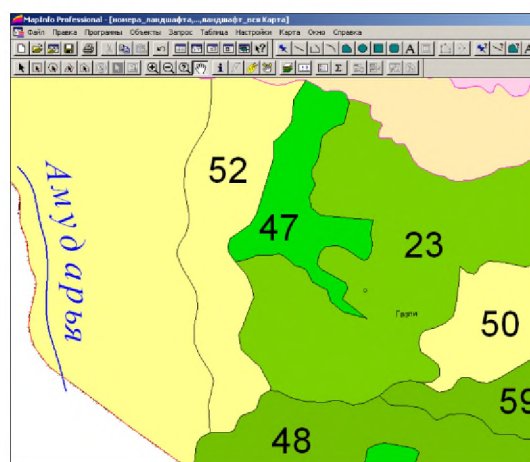 MapInfo Professional - [номера_ландшафта,...,ландшафт_вся Карта]
Файл Правка Программы Объекты Запрос Таблица Настройки Карта Окно Справка
52
47
23
Амударья
Газли
50
59
48